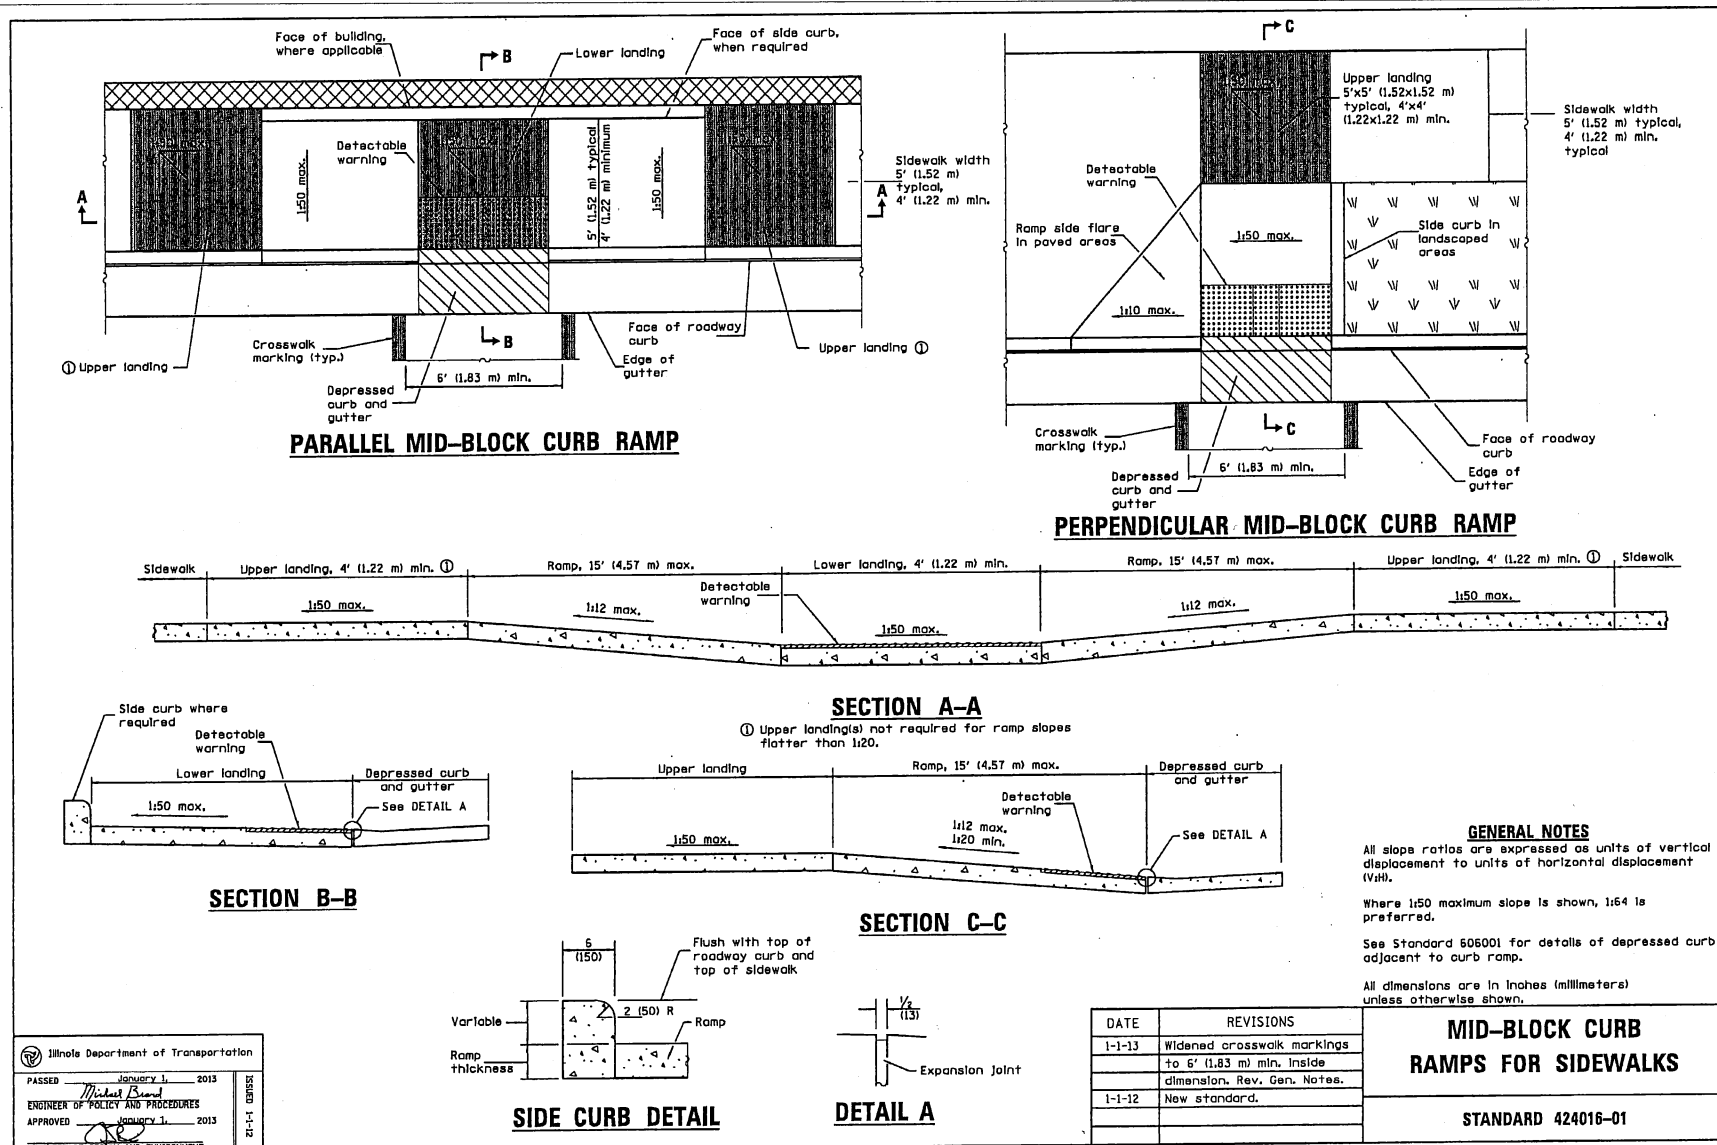 Face of building,
where applicable
B
Lower landing
Face of side curb,
when required
Detectable
warning
1:50 max.
5' (1.52 m) typical
4' (1.22 m) minimum
1:50 max.
A
A
Sidewalk width
5' (1.52 m)
typical,
4' (1.22 m) min.
① Upper landing
Crosswalk
marking (typ.)
B
Face of roadway
curb
Upper landing ①
Edge of
gutter
6' (1.83 m) min.
Depressed
curb and
gutter
PARALLEL MID-BLOCK CURB RAMP
C
1:50 max.
Upper landing
5'x5' (1.52x1.52 m)
typical, 4'x4'
(1.22x1.22 m) min.
Sidewalk width
5' (1.52 m) typical,
4' (1.22 m) min.
typical
Detectable
warning
Ramp side flare
in paved areas
1:50 max.
Side curb in
landscaped
areas
1:10 max.
Crosswalk
marking (typ.)
C
6' (1.83 m) min.
Face of roadway
curb
Edge of
gutter
Depressed
curb and
gutter
PERPENDICULAR MID-BLOCK CURB RAMP
Sidewalk
Upper landing, 4' (1.22 m) min. ①
Ramp, 15' (4.57 m) max.
Lower landing, 4' (1.22 m) min.
Ramp, 15' (4.57 m) max.
Upper landing, 4' (1.22 m) min. ①
Sidewalk
1:50 max.
1:12 max.
Detectable
warning
1:50 max.
1:12 max.
1:50 max.
SECTION A-A
① Upper landing(s) not required for ramp slopes
flatter than 1:20.
Side curb where
required
Detectable
warning
Lower landing
Depressed curb
and gutter
1:50 max.
See DETAIL A
SECTION B-B
Upper landing
Ramp, 15' (4.57 m) max.
Depressed curb
and gutter
Detectable
warning
1:50 max.
1:12 max.
1:20 min.
See DETAIL A
SECTION C-C
6
(150)
Flush with top of
roadway curb and
top of sidewalk
Variable
2 (50) R
Ramp
Ramp
thickness
SIDE CURB DETAIL
1/2
(13)
Expansion joint
DETAIL A
GENERAL NOTES
All slope ratios are expressed as units of vertical
displacement to units of horizontal displacement
(V:H).
Where 1:50 maximum slope is shown, 1:64 is
preferred.
See Standard 606001 for details of depressed curb
adjacent to curb ramp.
All dimensions are in inches (millimeters)
unless otherwise shown.
Illinois Department of Transportation
PASSED January 1, 2013
Michael Brand
ENGINEER OF POLICY AND PROCEDURES
APPROVED January 1, 2013
ISSUED 1-1-12
DATE REVISIONS
1-1-13 Widened crosswalk markings
to 6' (1.83 m) min. inside
dimension. Rev. Gen. Notes.
1-1-12 New standard.
MID-BLOCK CURB
RAMPS FOR SIDEWALKS
STANDARD 424016-01